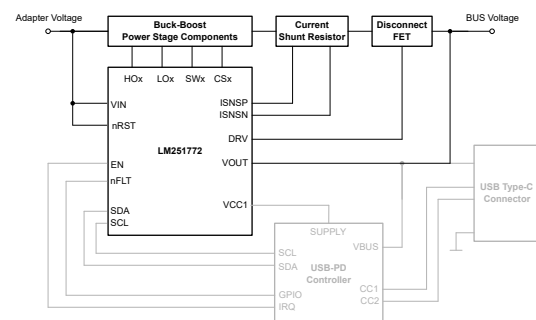 Adapter Voltage
BUS Voltage
Buck-Boost
Power Stage Components
Current
Shunt Resistor
Disconnect
FET
HOx LOx SWx CSx
VIN
nRST
ISNSP
ISNSN
DRV
LM251772
VOUT
EN
nFLT
VCC1
SDA
SCL
USB Type-C
Connector
SUPPLY
VBUS
SCL
SDA
USB-PD
Controller
GPIO
IRQ
CC1
CC2